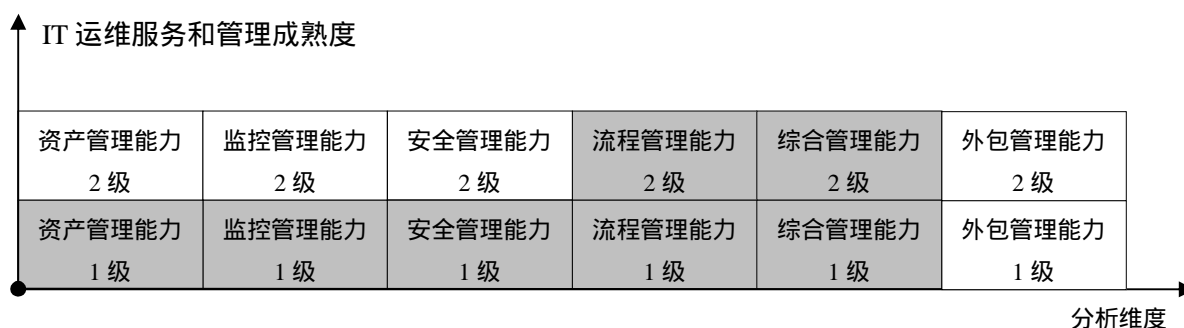 IT 运维服务和管理成熟度
资产管理能力 监控管理能力 安全管理能力 流程管理能力 综合管理能力 外包管理能力
2 级 2 级 2 级 2 级 2 级 2 级
资产管理能力 监控管理能力 安全管理能力 流程管理能力 综合管理能力 外包管理能力
1 级 1 级 1 级 1 级 1 级 1 级
分析维度